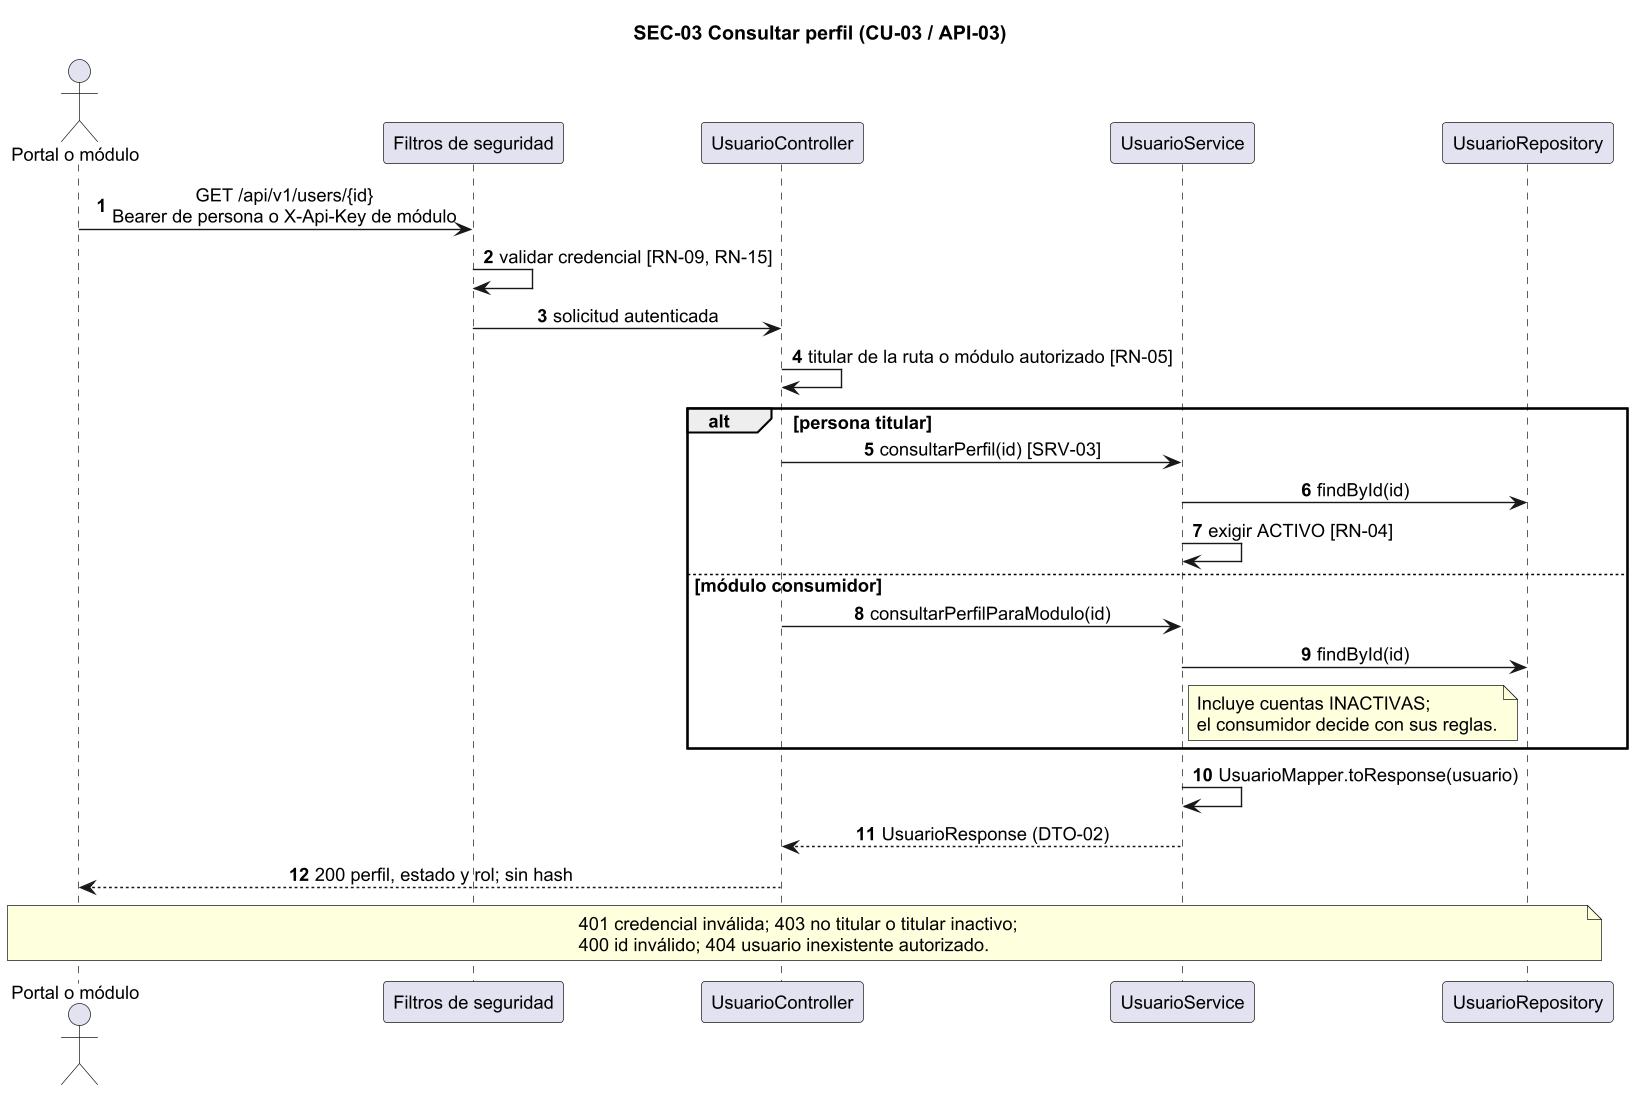 SEC-03 Consultar perfil (CU-03 / API-03)
Portal o módulo
Filtros de seguridad
UsuarioController
UsuarioService
UsuarioRepository
1
GET /api/v1/users/{id}
Bearer de persona o X-Api-Key de módulo
2 validar credencial [RN-09, RN-15]
3 solicitud autenticada
4 titular de la ruta o módulo autorizado [RN-05]
alt
[persona titular]
5 consultarPerfil(id) [SRV-03]
6 findById(id)
7 exigir ACTIVO [RN-04]
[módulo consumidor]
8 consultarPerfilParaModulo(id)
9 findById(id)
Incluye cuentas INACTIVAS;
el consumidor decide con sus reglas.
10 UsuarioMapper.toResponse(usuario)
11 UsuarioResponse (DTO-02)
12 200 perfil, estado y rol; sin hash
401 credencial inválida; 403 no titular o titular inactivo;
400 id inválido; 404 usuario inexistente autorizado.
Portal o módulo
Filtros de seguridad
UsuarioController
UsuarioService
UsuarioRepository